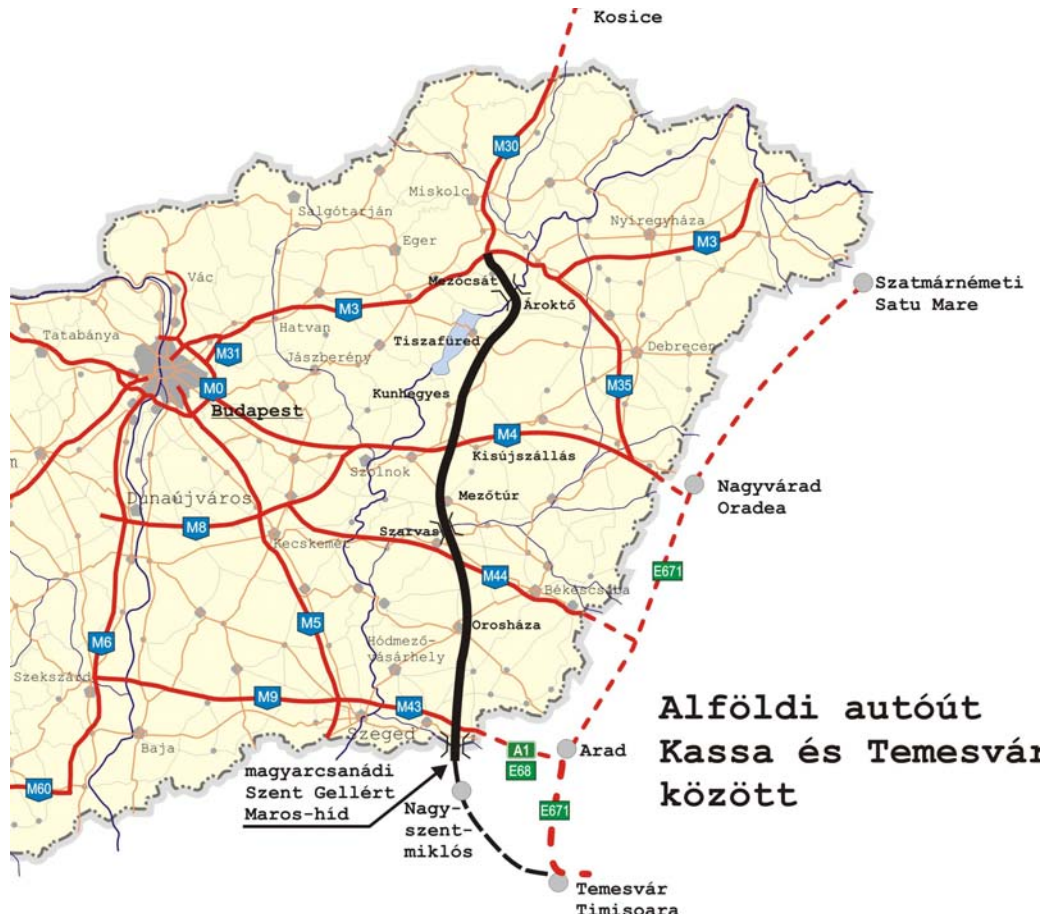 Kosice
M30
Miskolc
Salgótarján
Nyíregyháza
Eger
M3
Vác
Mezőcsát
Szatmárnémeti
Satu Mare
Ároktő
M3
Hatvan
Tatabánya
Tiszafüred
M31
Jászberény
Debrecen
M0
Kunhegyes
M35
Budapest
M4
Kisújszállás
Szolnok
Nagyvárad
Oradea
Mezőtúr
Dunaújváros
M8
Szarvas
Kecskemét
E671
M44
Békéscsaba
M5
Orosháza
M6
Hódmező-
vásárhely
Szekszárd
M9
M43
Alföldi autóút
Kassa és Temesvár
között
Szeged
Baja
A1
E68
Arad
magyarcsanádi
Szent Gellért
Maros-híd
M60
Nagy-
szent-
miklós
E671
Temesvár
Timisoara